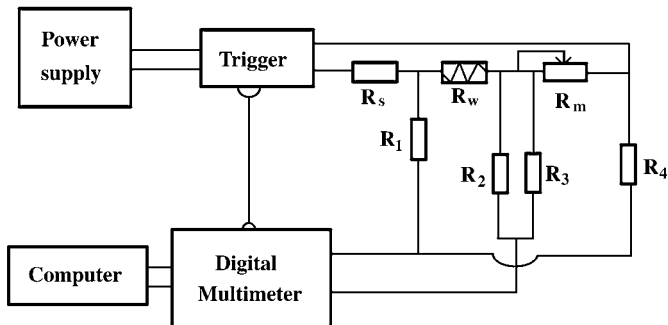 Power
supply
Trigger
Rs
Rw
Rm
R1
R2
R3
R4
Computer
Digital
Multimeter